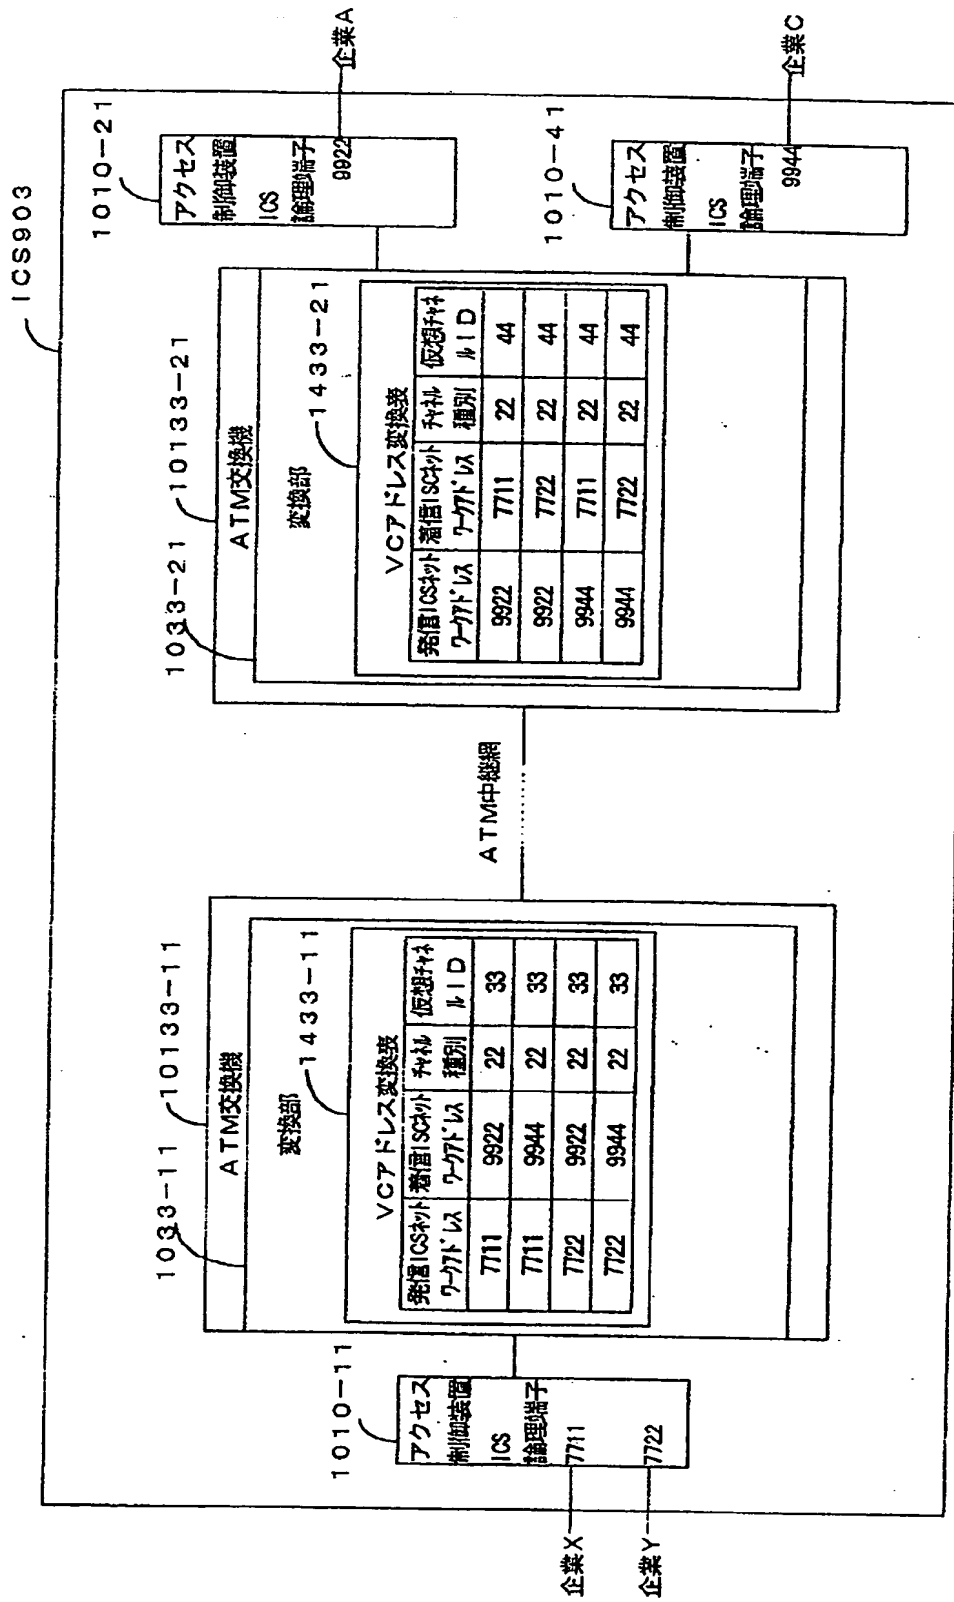 ICS903
1010-11
アクセス
制御装置
ICS
論理端子
7711
7722
企業X
企業Y
1033-11
10133-11
ATM交換機
変換部
1433-11
VCアドレス変換表
発信ICSネット
ワークアドレス
着信ISCネット
ワークアドレス
チャネル
種別
仮想チャネ
ルID
7711 9922 22 33
7711 9944 22 33
7722 9922 22 33
7722 9944 22 33
ATM中継網
1033-21
10133-21
ATM交換機
変換部
1433-21
VCアドレス変換表
発信ICSネット
ワークアドレス
着信ISCネット
ワークアドレス
チャネル
種別
仮想チャネ
ルID
9922 7711 22 44
9922 7722 22 44
9944 7711 22 44
9944 7722 22 44
1010-21
アクセス
制御装置
ICS
論理端子
9922
企業A
1010-41
アクセス
制御装置
ICS
論理端子
9944
企業C